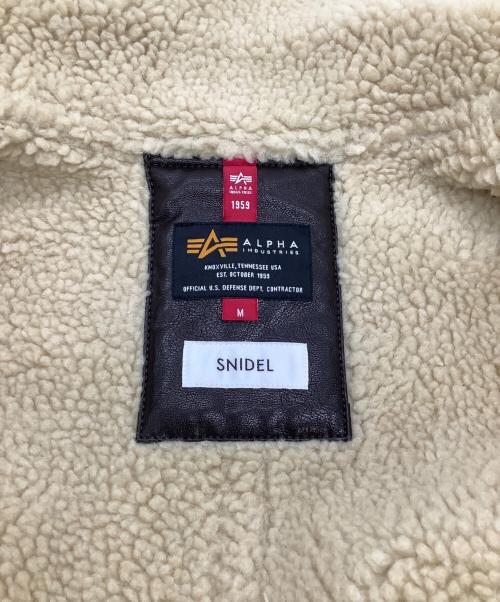 ALPHA
INDUSTRIES
1959
ALPHA
INDUSTRIES
KNOXVILLE, TENNESSEE USA
EST. OCTOBER 1959
OFFICIAL U.S. DEFENSE DEPT. CONTRACTOR
M
SNIDEL